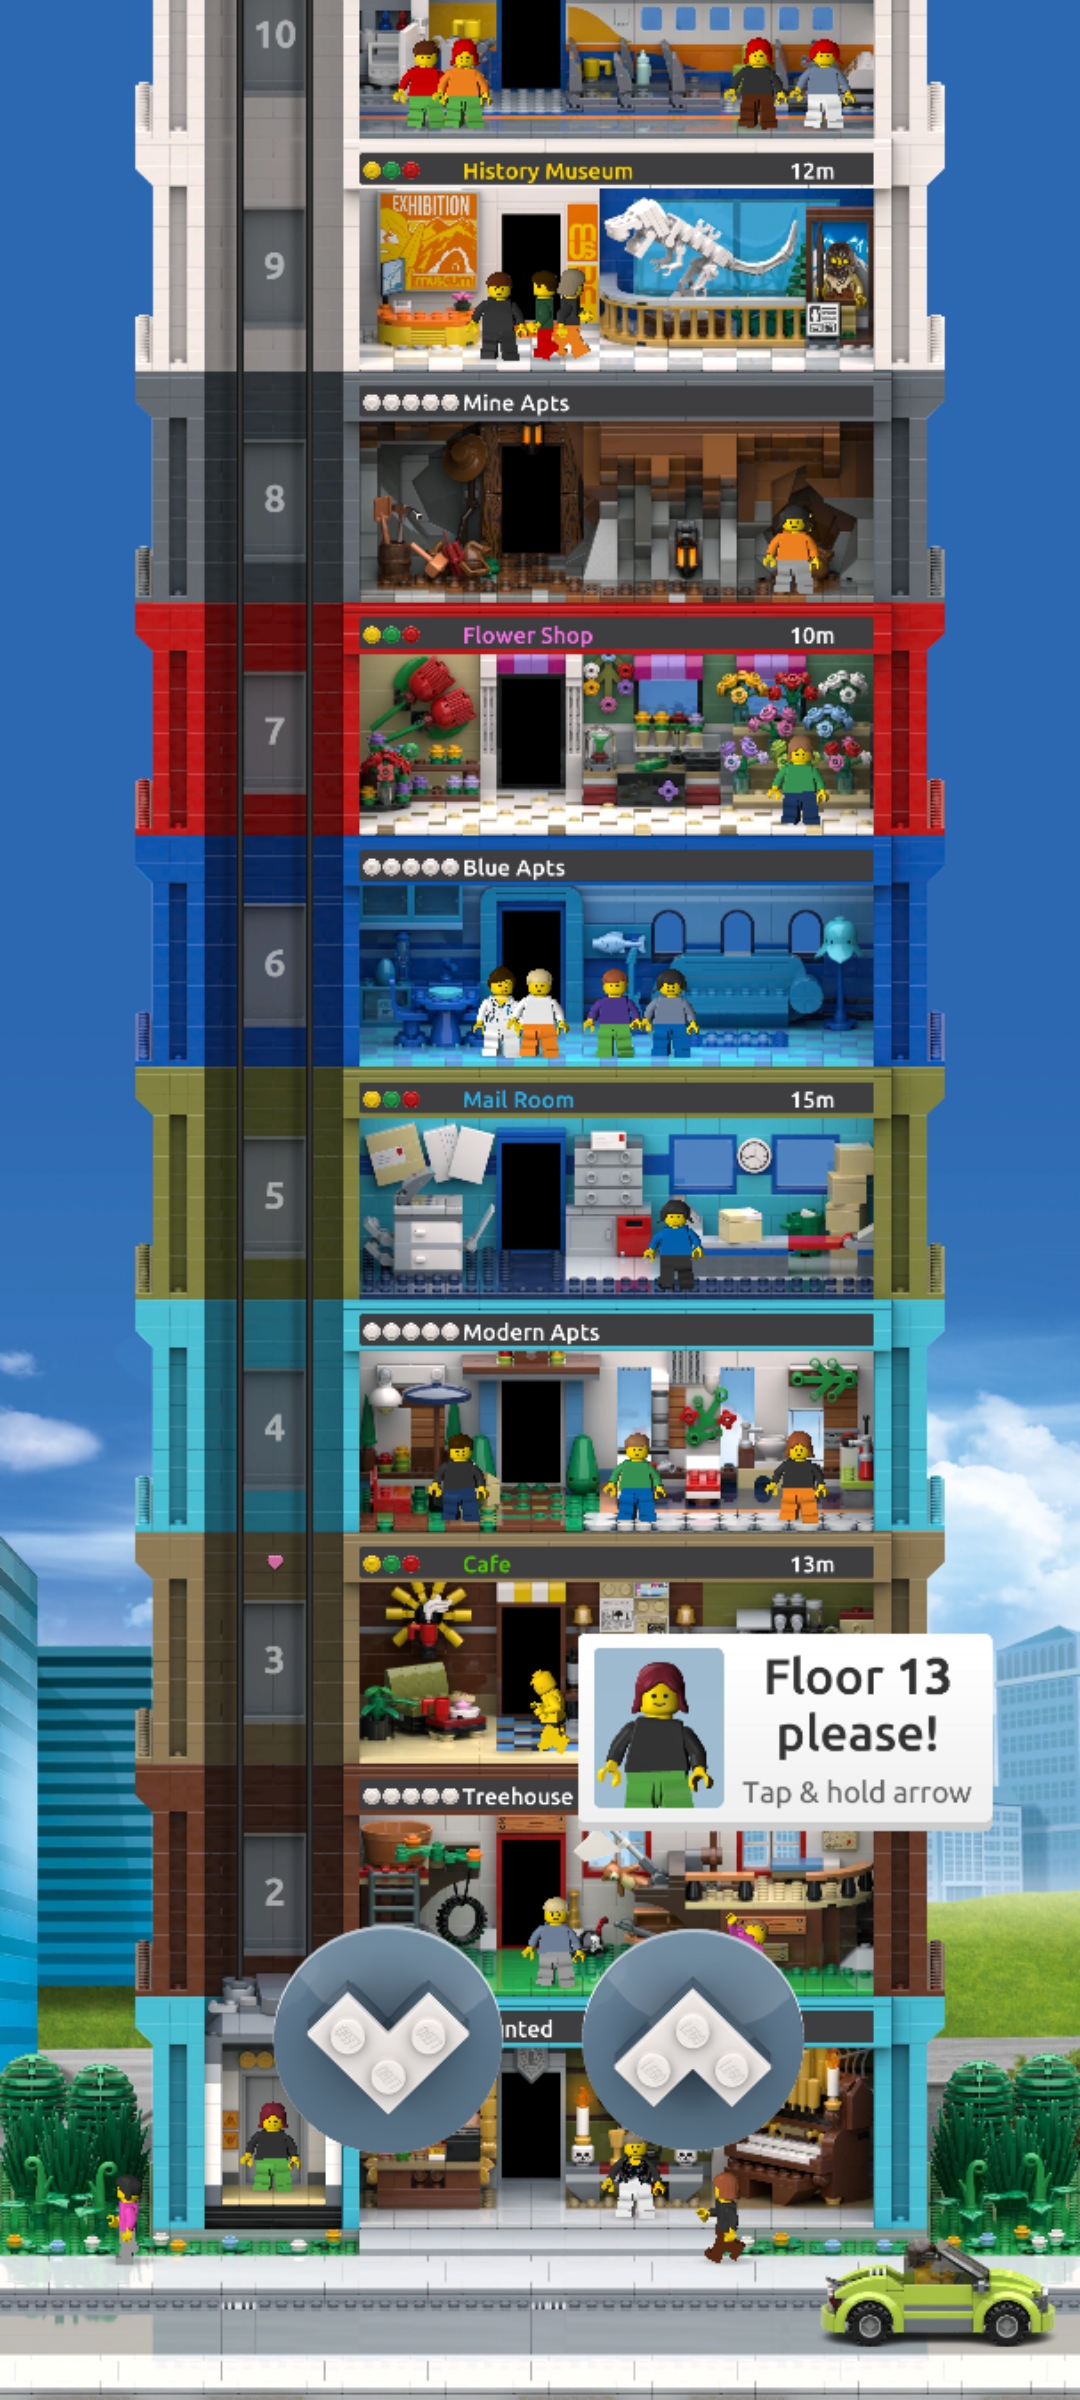 10
History Museum 12m
EXHIBITION
museum
9
Mine Apts
8
Flower Shop 10m
7
Blue Apts
6
Mail Room 15m
5
Modern Apts
4
Cafe 13m
3
Floor 13
please!
Tap & hold arrow
Treehouse
2
nted